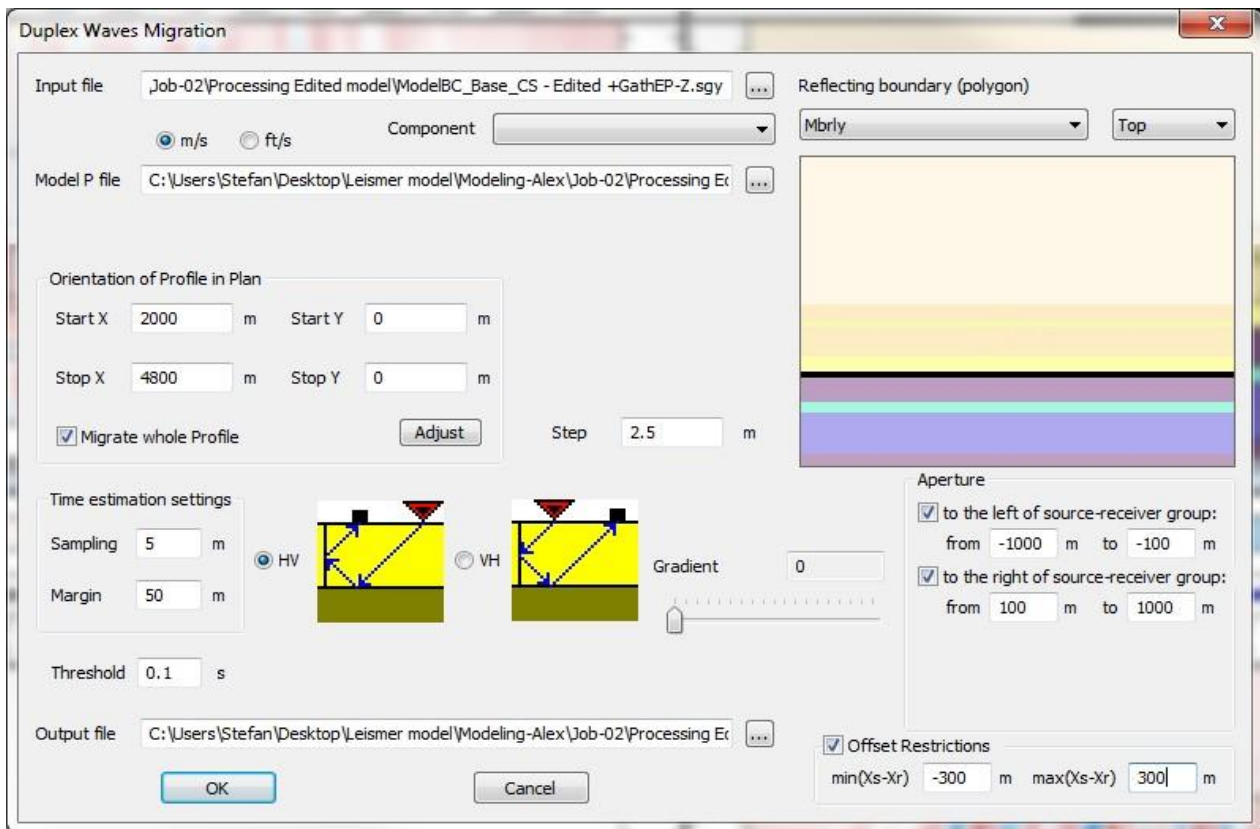 Duplex Waves Migration
Input file ,Job-02\Processing Edited model\ModelBC_Base_CS - Edited +GathEP-Z.sgy ...
m/s ft/s Component
Model P file C:\Users\Stefan\Desktop\Leismer model\Modeling-Alex\Job-02\Processing Ec ...
Reflecting boundary (polygon)
Mbrly Top
Orientation of Profile in Plan
Start X 2000 m Start Y 0 m
Stop X 4800 m Stop Y 0 m
Migrate whole Profile Adjust Step 2.5 m
Time estimation settings
Sampling 5 m
Margin 50 m
HV VH Gradient 0
Aperture
to the left of source-receiver group:
from -1000 m to -100 m
to the right of source-receiver group:
from 100 m to 1000 m
Threshold 0.1 s
Output file C:\Users\Stefan\Desktop\Leismer model\Modeling-Alex\Job-02\Processing Ec ...
Offset Restrictions
min(Xs-Xr) -300 m max(Xs-Xr) 300 m
OK Cancel